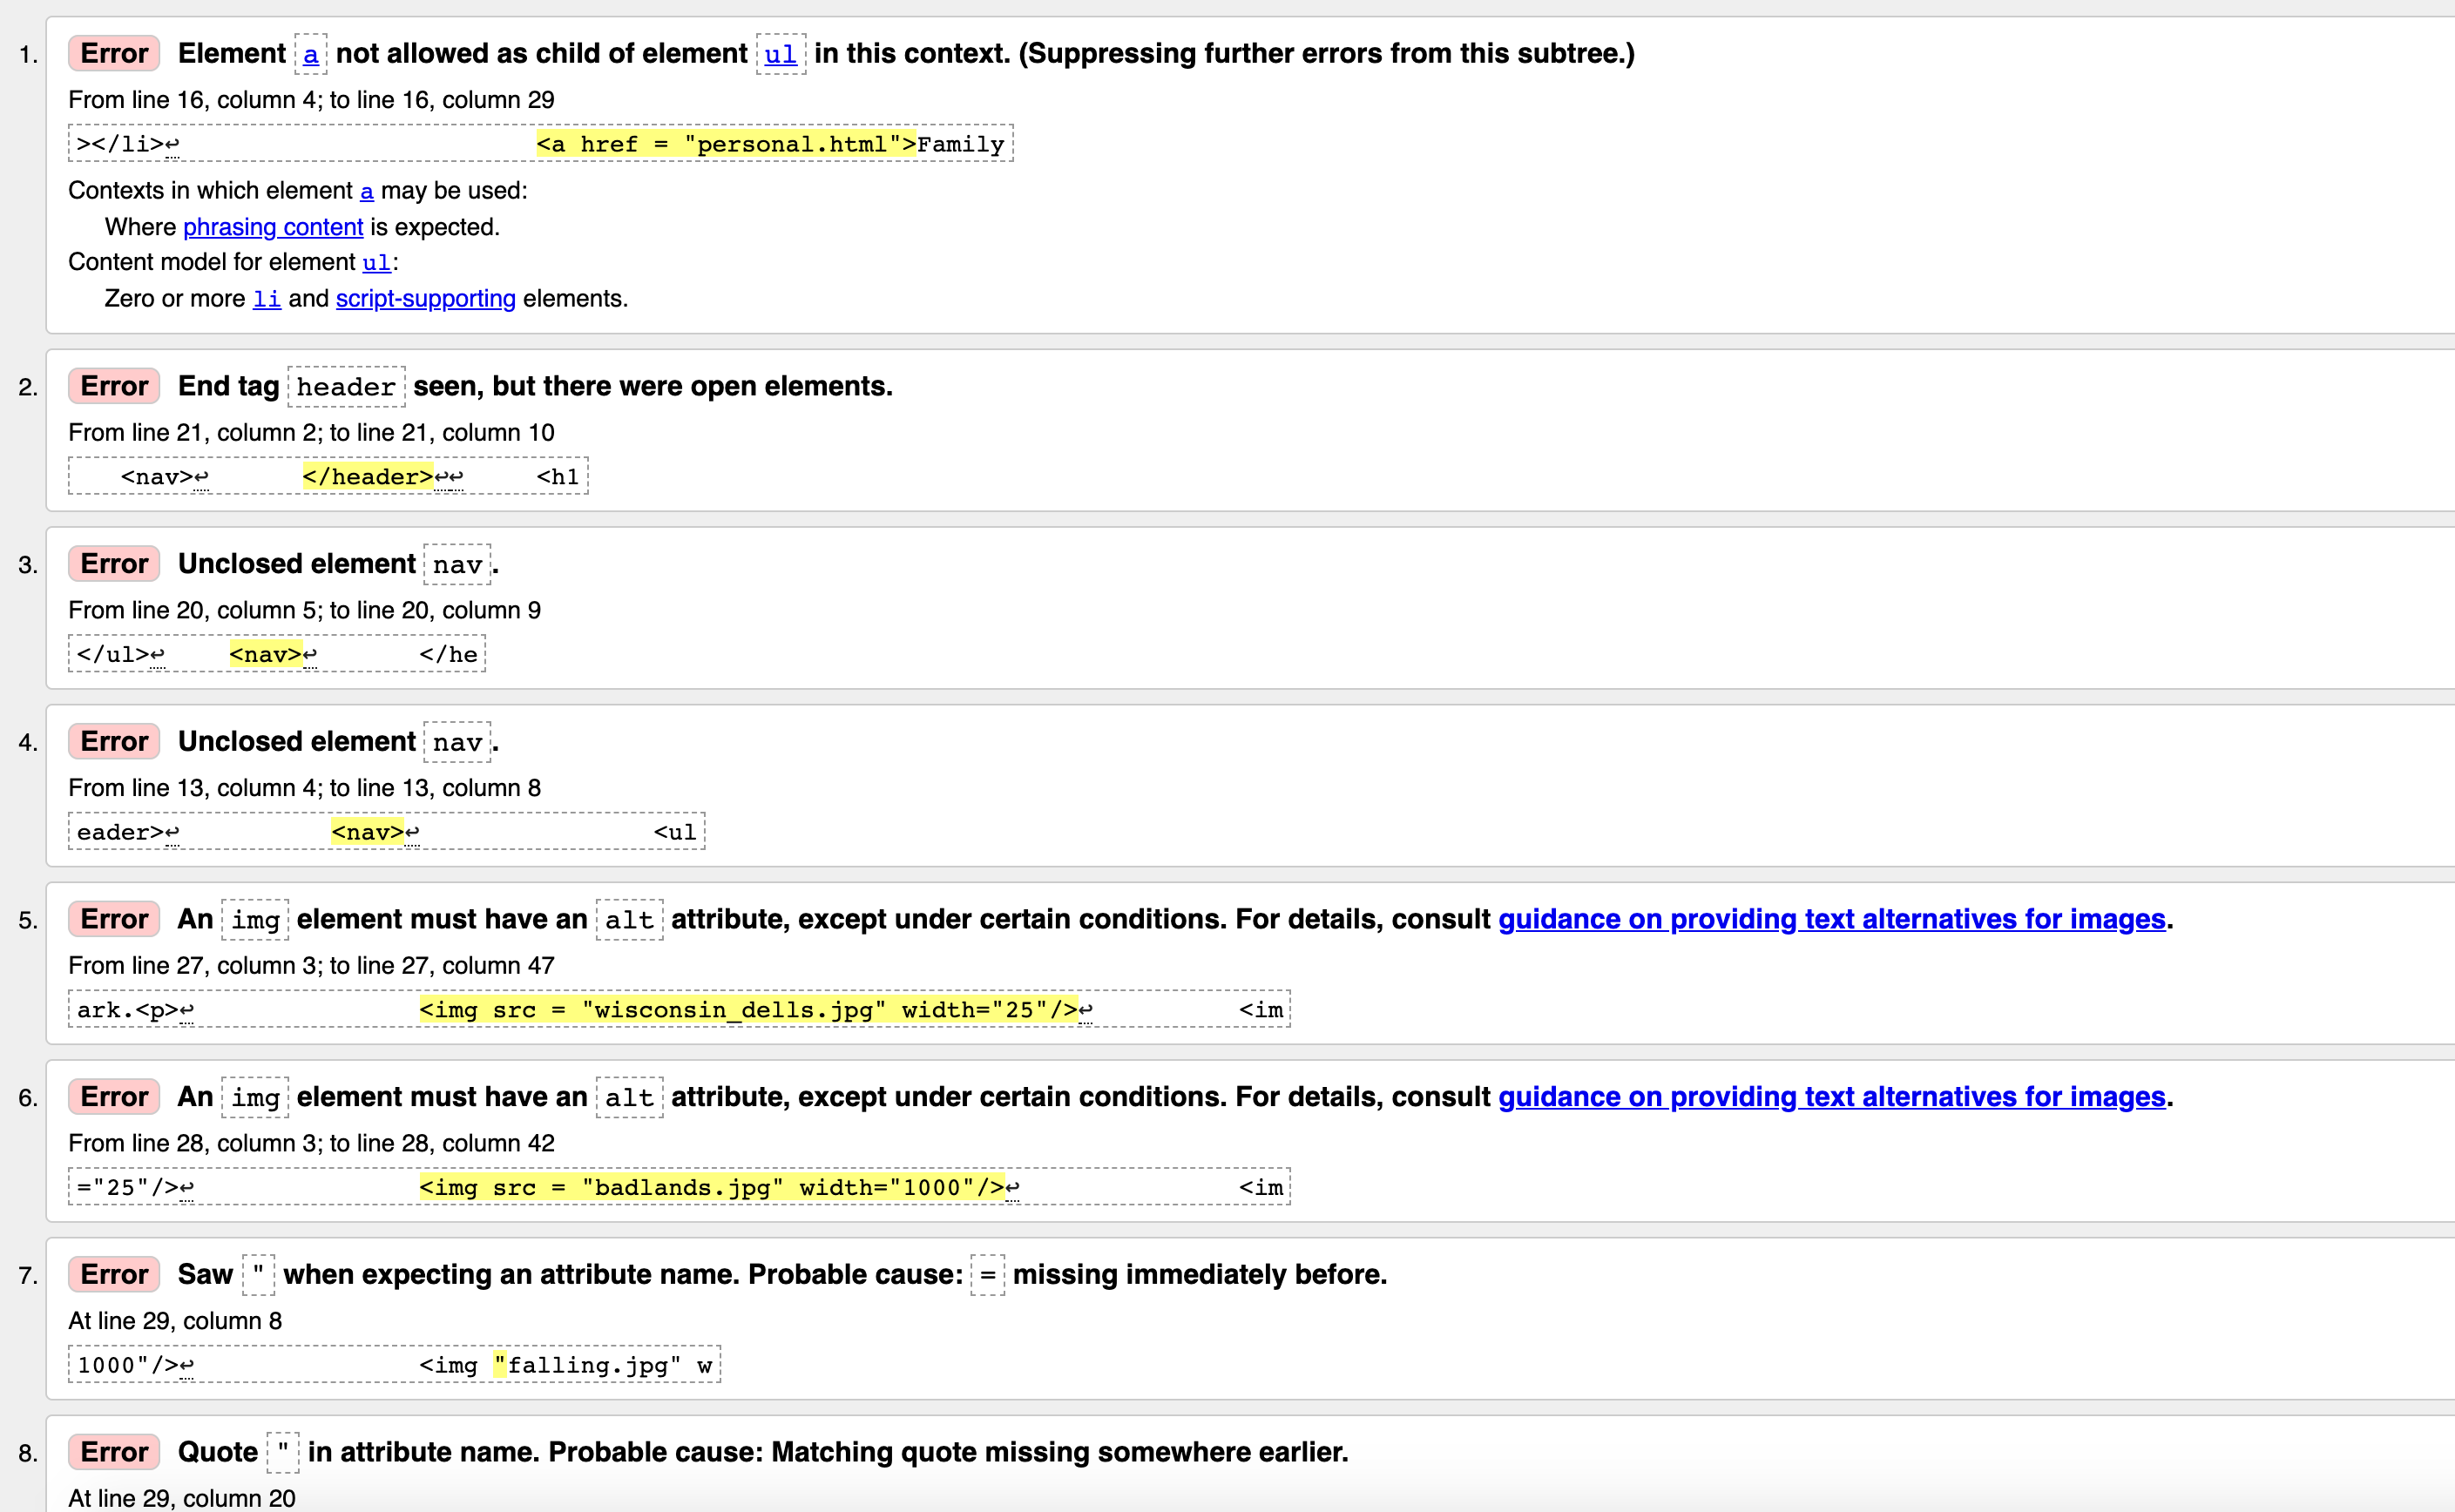 1. Error Element a not allowed as child of element ul in this context. (Suppressing further errors from this subtree.)
From line 16, column 4; to line 16, column 29
></li>↩ <a href = "personal.html">Family
Contexts in which element a may be used:
Where phrasing content is expected.
Content model for element ul:
Zero or more li and script-supporting elements.
2. Error End tag header seen, but there were open elements.
From line 21, column 2; to line 21, column 10
<nav>↩ </header>↩↩ <h1
3. Error Unclosed element nav.
From line 20, column 5; to line 20, column 9
</ul>↩ <nav>↩ </he
4. Error Unclosed element nav.
From line 13, column 4; to line 13, column 8
eader>↩ <nav>↩ <ul
5. Error An img element must have an alt attribute, except under certain conditions. For details, consult guidance on providing text alternatives for images.
From line 27, column 3; to line 27, column 47
ark.<p>↩ <img src = "wisconsin_dells.jpg" width="25"/>↩ <im
6. Error An img element must have an alt attribute, except under certain conditions. For details, consult guidance on providing text alternatives for images.
From line 28, column 3; to line 28, column 42
="25"/>↩ <img src = "badlands.jpg" width="1000"/>↩ <im
7. Error Saw " when expecting an attribute name. Probable cause: = missing immediately before.
At line 29, column 8
1000"/>↩ <img "falling.jpg" w
8. Error Quote " in attribute name. Probable cause: Matching quote missing somewhere earlier.
At line 29, column 20